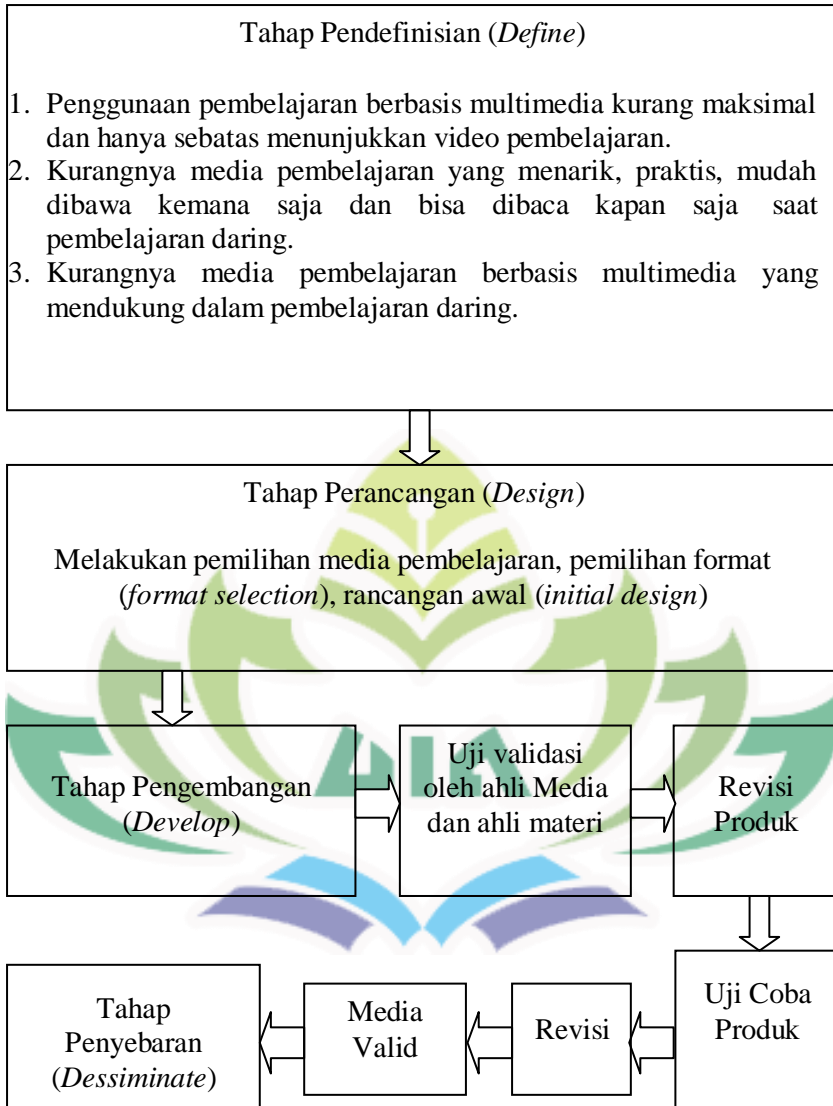 Tahap Pendefinisian (Define)
1. Penggunaan pembelajaran berbasis multimedia kurang maksimal
dan hanya sebatas menunjukkan video pembelajaran.
2. Kurangnya media pembelajaran yang menarik, praktis, mudah
dibawa kemana saja dan bisa dibaca kapan saja saat
pembelajaran daring.
3. Kurangnya media pembelajaran berbasis multimedia yang
mendukung dalam pembelajaran daring.
Tahap Perancangan (Design)
Melakukan pemilihan media pembelajaran, pemilihan format
(format selection), rancangan awal (initial design)
Tahap Pengembangan
(Develop)
Uji validasi
oleh ahli Media
dan ahli materi
Revisi
Produk
Uji Coba
Produk
Revisi
Media
Valid
Tahap
Penyebaran
(Dessiminate)